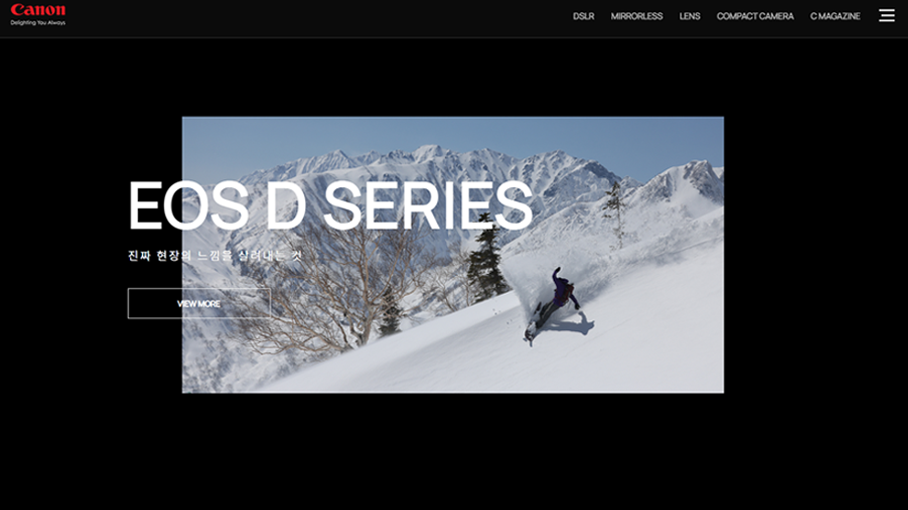 Canon
Delighting You Always
DSLR MIRRORLESS LENS COMPACT CAMERA C MAGAZINE
EOS D SERIES
진짜 현장의 느낌을 살려내는 것
VIEW MORE